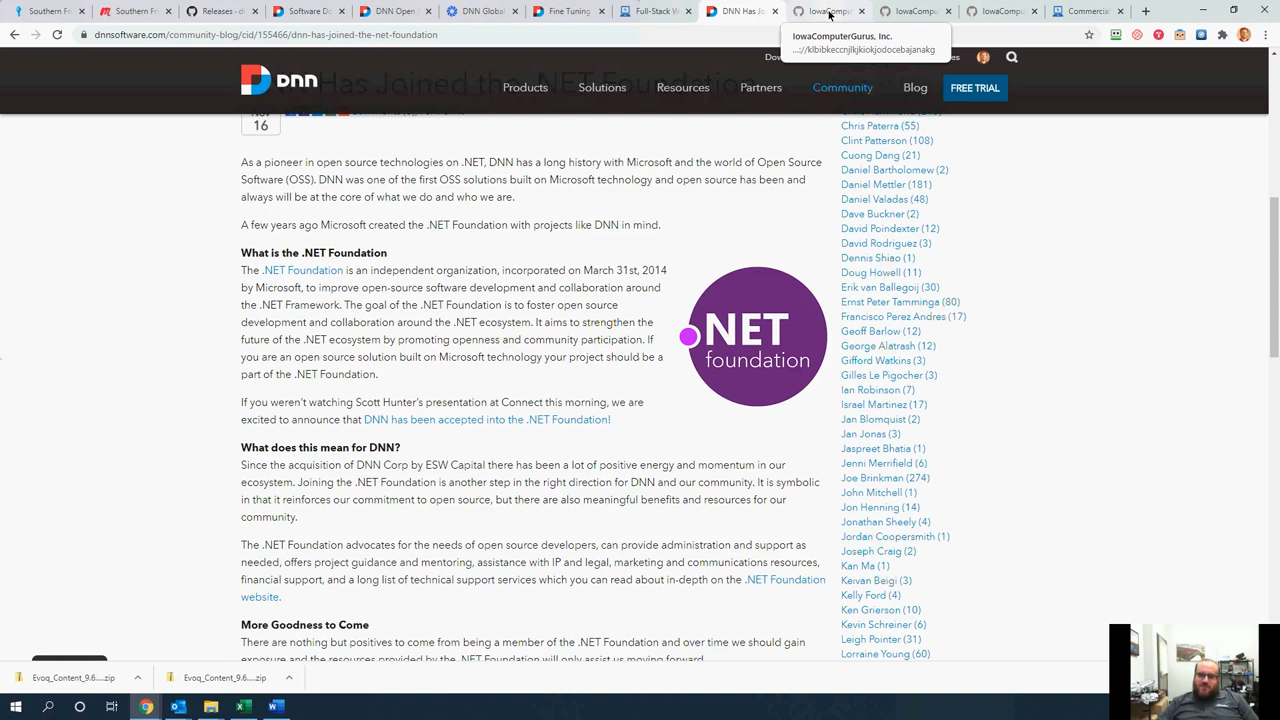 Southern Fr
Southern Fr
Releases · d
Software Do
DNN Open
DNN Global
Fine Tuning
Full-Stack W
DNN Has Jo
IowaCompu
IowaCompu
IowaCompu
Commercial
dnnsoftware.com/community-blog/cid/155466/dnn-has-joined-the-net-foundation
IowaComputerGurus, Inc.
...://klbibkeccnjlkjkiokjodocebajanakg
dnn
Has Joined the .NET Foundation
Products
Solutions
Resources
Partners
Community
Blog
FREE TRIAL
16
As a pioneer in open source technologies on .NET, DNN has a long history with Microsoft and the world of Open Source
Software (OSS). DNN was one of the first OSS solutions built on Microsoft technology and open source has been and
always will be at the core of what we do and who we are.
A few years ago Microsoft created the .NET Foundation with projects like DNN in mind.
What is the .NET Foundation
The .NET Foundation is an independent organization, incorporated on March 31st, 2014
by Microsoft, to improve open-source software development and collaboration around
the .NET Framework. The goal of the .NET Foundation is to foster open source
development and collaboration around the .NET ecosystem. It aims to strengthen the
future of the .NET ecosystem by promoting openness and community participation. If
you are an open source solution built on Microsoft technology your project should be a
part of the .NET Foundation.
If you weren't watching Scott Hunter's presentation at Connect this morning, we are
excited to announce that DNN has been accepted into the .NET Foundation!
.NET
foundation
What does this mean for DNN?
Since the acquisition of DNN Corp by ESW Capital there has been a lot of positive energy and momentum in our
ecosystem. Joining the .NET Foundation is another step in the right direction for DNN and our community. It is symbolic
in that it reinforces our commitment to open source, but there are also meaningful benefits and resources for our
community.
The .NET Foundation advocates for the needs of open source developers, can provide administration and support as
needed, offers project guidance and mentoring, assistance with IP and legal, marketing and communications resources,
financial support, and a long list of technical support services which you can read about in-depth on the .NET Foundation
website.
More Goodness to Come
There are nothing but positives to come from being a member of the .NET Foundation and over time we should gain
exposure and the resources provided by the .NET Foundation will only assist us moving forward.
Chris Paterra (55)
Clint Patterson (108)
Cuong Dang (21)
Daniel Bartholomew (2)
Daniel Mettler (181)
Daniel Valadas (48)
Dave Buckner (2)
David Poindexter (12)
David Rodriguez (3)
Dennis Shiao (1)
Doug Howell (11)
Erik van Ballegoij (30)
Ernst Peter Tamminga (80)
Francisco Perez Andres (17)
Geoff Barlow (12)
George Alatrash (12)
Gifford Watkins (3)
Gilles Le Pigocher (3)
Ian Robinson (7)
Israel Martinez (17)
Jan Blomquist (2)
Jan Jonas (3)
Jaspreet Bhatia (1)
Jenni Merrifield (6)
Joe Brinkman (274)
John Mitchell (1)
Jon Henning (14)
Jonathan Sheely (4)
Jordan Coopersmith (1)
Joseph Craig (2)
Kan Ma (1)
Keivan Beigi (3)
Kelly Ford (4)
Ken Grierson (10)
Kevin Schreiner (6)
Leigh Pointer (31)
Lorraine Young (60)
Evoq_Content_9.6....zip
Evoq_Content_9.6....zip